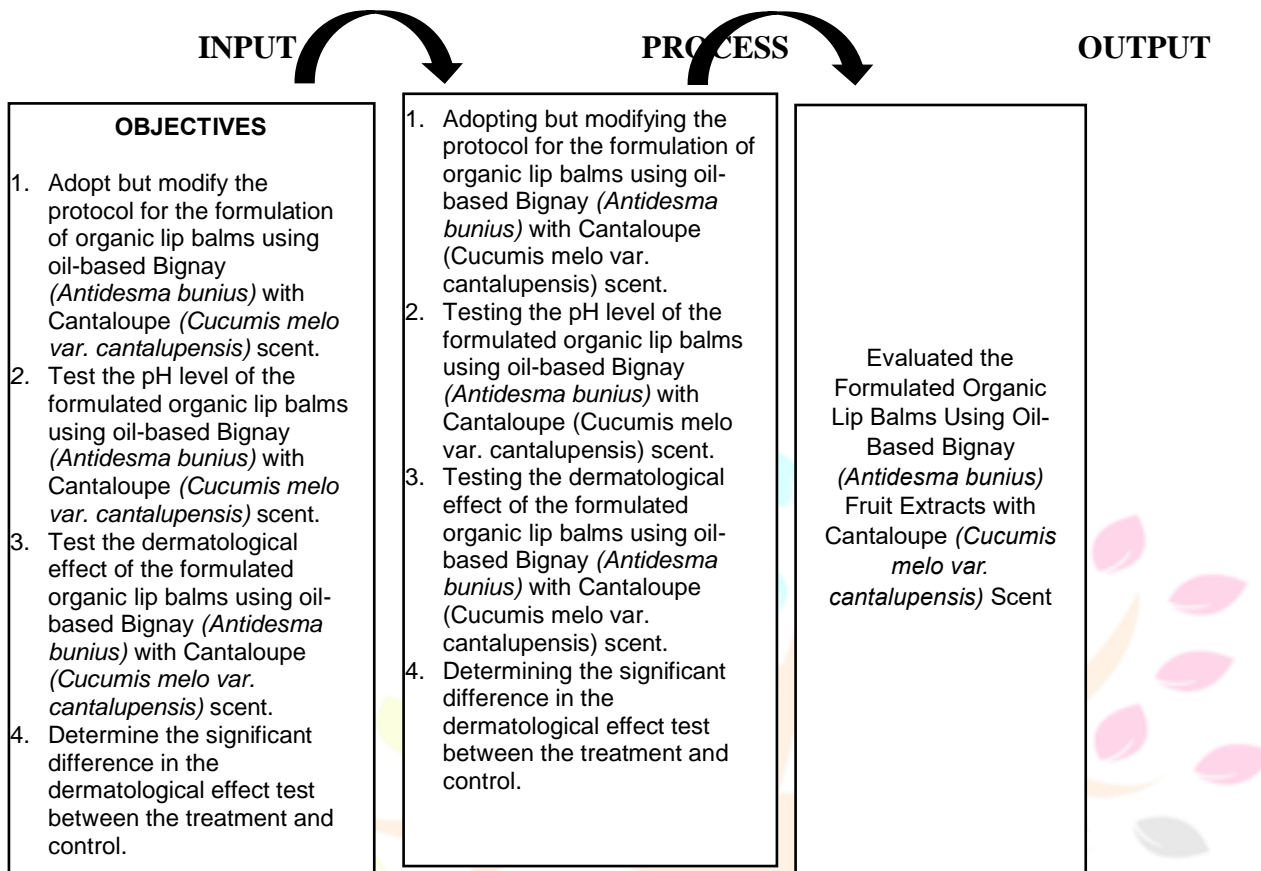 INPUT
PROCESS
OUTPUT
OBJECTIVES
1. Adopt but modify the
protocol for the formulation
of organic lip balms using
oil-based Bignay
(Antidesma bunius) with
Cantaloupe (Cucumis melo
var. cantalupensis) scent.
2. Test the pH level of the
formulated organic lip balms
using oil-based Bignay
(Antidesma bunius) with
Cantaloupe (Cucumis melo
var. cantalupensis) scent.
3. Test the dermatological
effect of the formulated
organic lip balms using oil-
based Bignay (Antidesma
bunius) with Cantaloupe
(Cucumis melo var.
cantalupensis) scent.
4. Determine the significant
difference in the
dermatological effect test
between the treatment and
control.
1. Adopting but modifying the
protocol for the formulation of
organic lip balms using oil-
based Bignay (Antidesma
bunius) with Cantaloupe
(Cucumis melo var.
cantalupensis) scent.
2. Testing the pH level of the
formulated organic lip balms
using oil-based Bignay
(Antidesma bunius) with
Cantaloupe (Cucumis melo
var. cantalupensis) scent.
3. Testing the dermatological
effect of the formulated
organic lip balms using oil-
based Bignay (Antidesma
bunius) with Cantaloupe
(Cucumis melo var.
cantalupensis) scent.
4. Determining the significant
difference in the
dermatological effect test
between the treatment and
control.
Evaluated the
Formulated Organic
Lip Balms Using Oil-
Based Bignay
(Antidesma bunius)
Fruit Extracts with
Cantaloupe (Cucumis
melo var.
cantalupensis) Scent